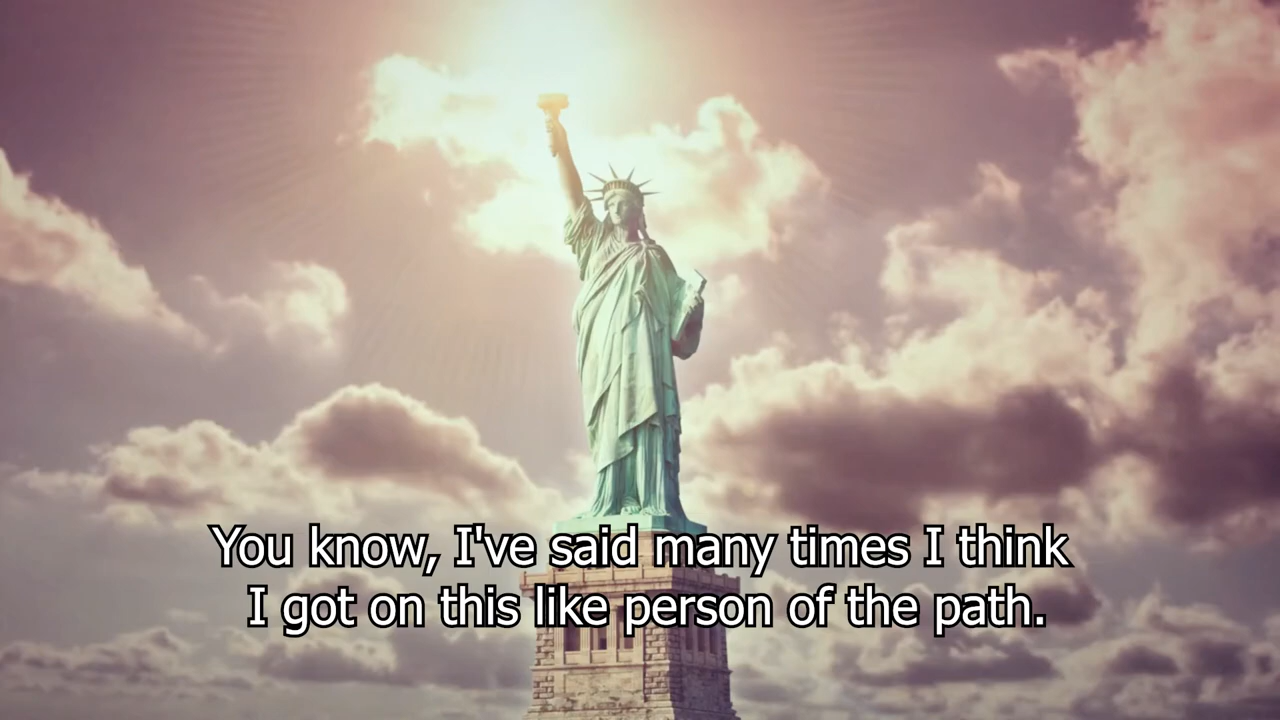 You know, I've said many times I think
I got on this like person of the path.